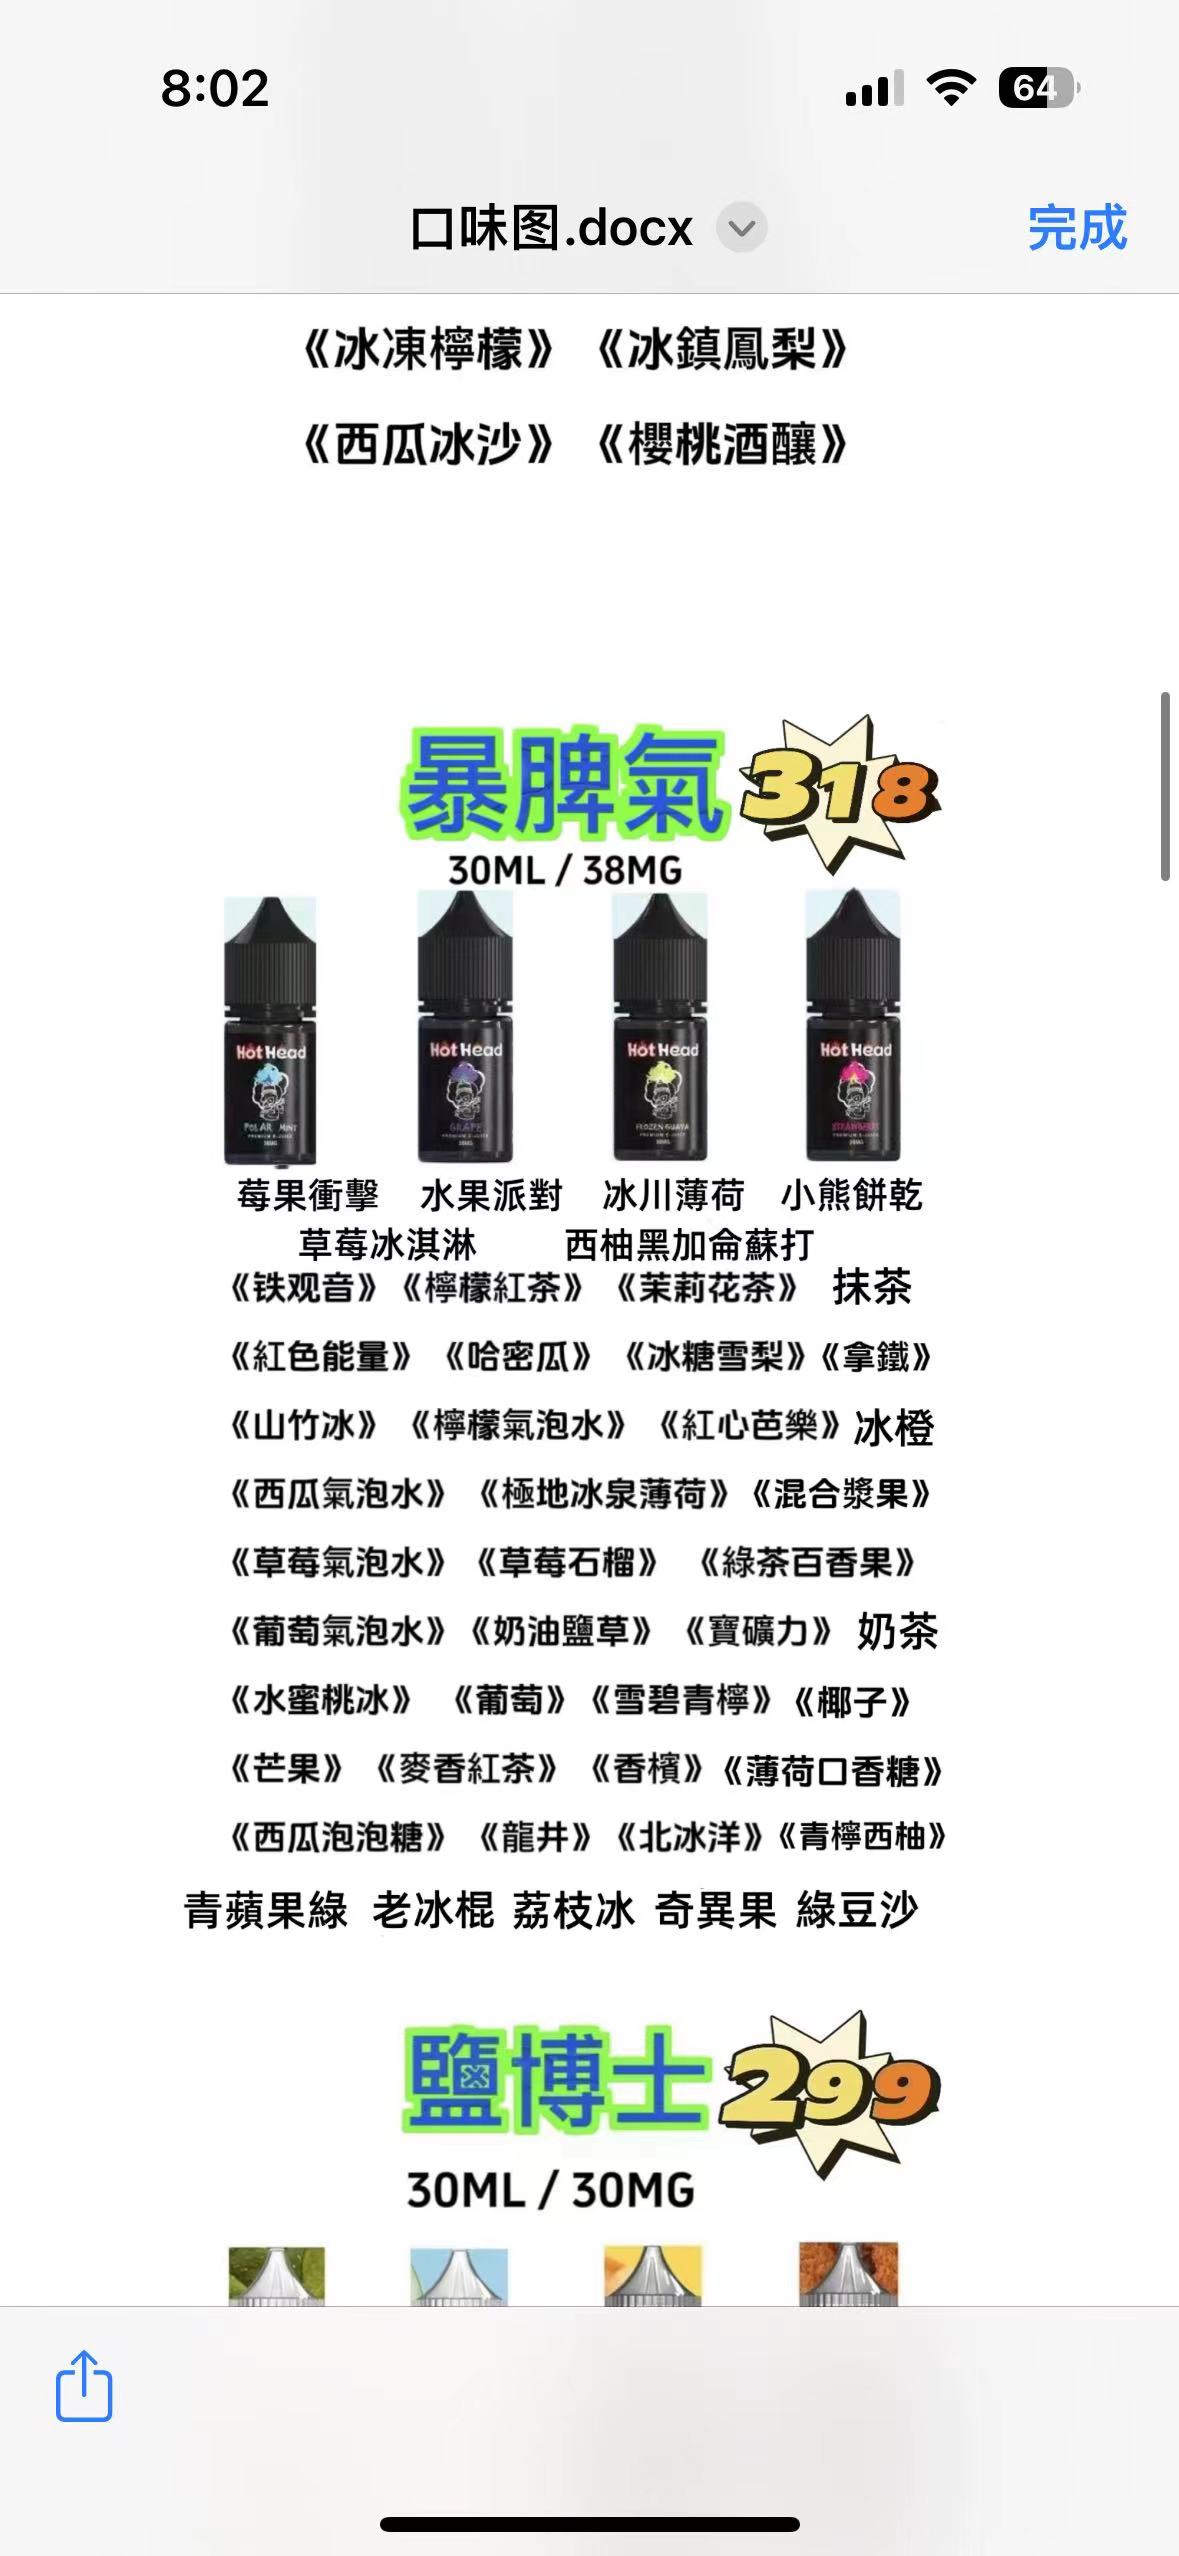 8:02
64
口味图.docx
完成
《冰凍檸檬》 《冰鎮鳳梨》
《西瓜冰沙》 《櫻桃酒釀》
暴脾氣 318
30ML / 38MG
Hot Head Hot Head Hot Head Hot Head
POLAR MINT GRAPE FROZEN GUAVA STRAWBERRY
莓果衝擊 水果派對 冰川薄荷 小熊餅乾
草莓冰淇淋 西柚黑加侖蘇打
《铁观音》 《檸檬紅茶》 《茉莉花茶》 抹茶
《紅色能量》 《哈密瓜》 《冰糖雪梨》 《拿鐵》
《山竹冰》 《檸檬氣泡水》 《紅心芭樂》 冰橙
《西瓜氣泡水》 《極地冰泉薄荷》 《混合漿果》
《草莓氣泡水》 《草莓石榴》 《綠茶百香果》
《葡萄氣泡水》 《奶油鹽草》 《寶礦力》 奶茶
《水蜜桃冰》 《葡萄》 《雪碧青檸》 《椰子》
《芒果》 《麥香紅茶》 《香檳》 《薄荷口香糖》
《西瓜泡泡糖》 《龍井》 《北冰洋》 《青檸西柚》
青蘋果綠 老冰棍 荔枝冰 奇異果 綠豆沙
鹽博士 299
30ML / 30MG